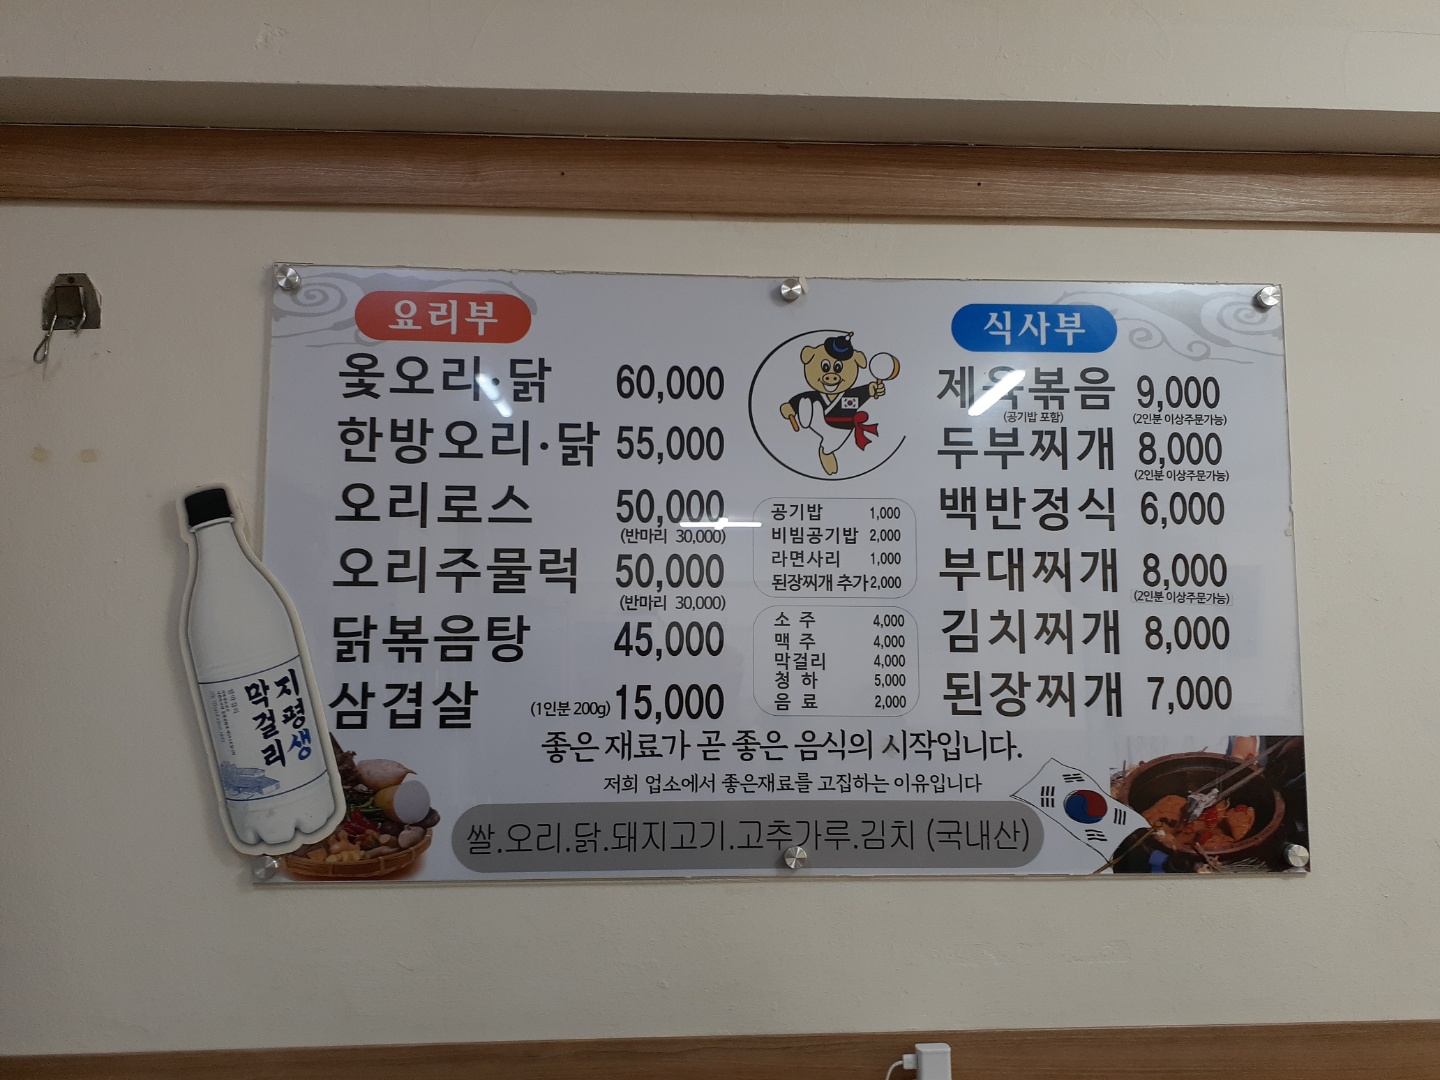 요리부
옻오리·닭 60,000
한방오리·닭 55,000
오리로스 50,000
(반마리 30,000)
오리주물럭 50,000
(반마리 30,000)
닭볶음탕 45,000
삼겹살 (1인분 200g) 15,000
공기밥 1,000
비빔공기밥 2,000
라면사리 1,000
된장찌개 추가 2,000
소 주 4,000
맥 주 4,000
막걸리 4,000
청 하 5,000
음 료 2,000
식사부
제육볶음 9,000
(공기밥 포함) (2인분 이상주문가능)
두부찌개 8,000
(2인분 이상주문가능)
백반정식 6,000
부대찌개 8,000
(2인분 이상주문가능)
김치찌개 8,000
된장찌개 7,000
좋은 재료가 곧 좋은 음식의 시작입니다.
저희 업소에서 좋은재료를 고집하는 이유입니다
쌀.오리.닭.돼지고기.고추가루.김치 (국내산)
지평생
막걸리